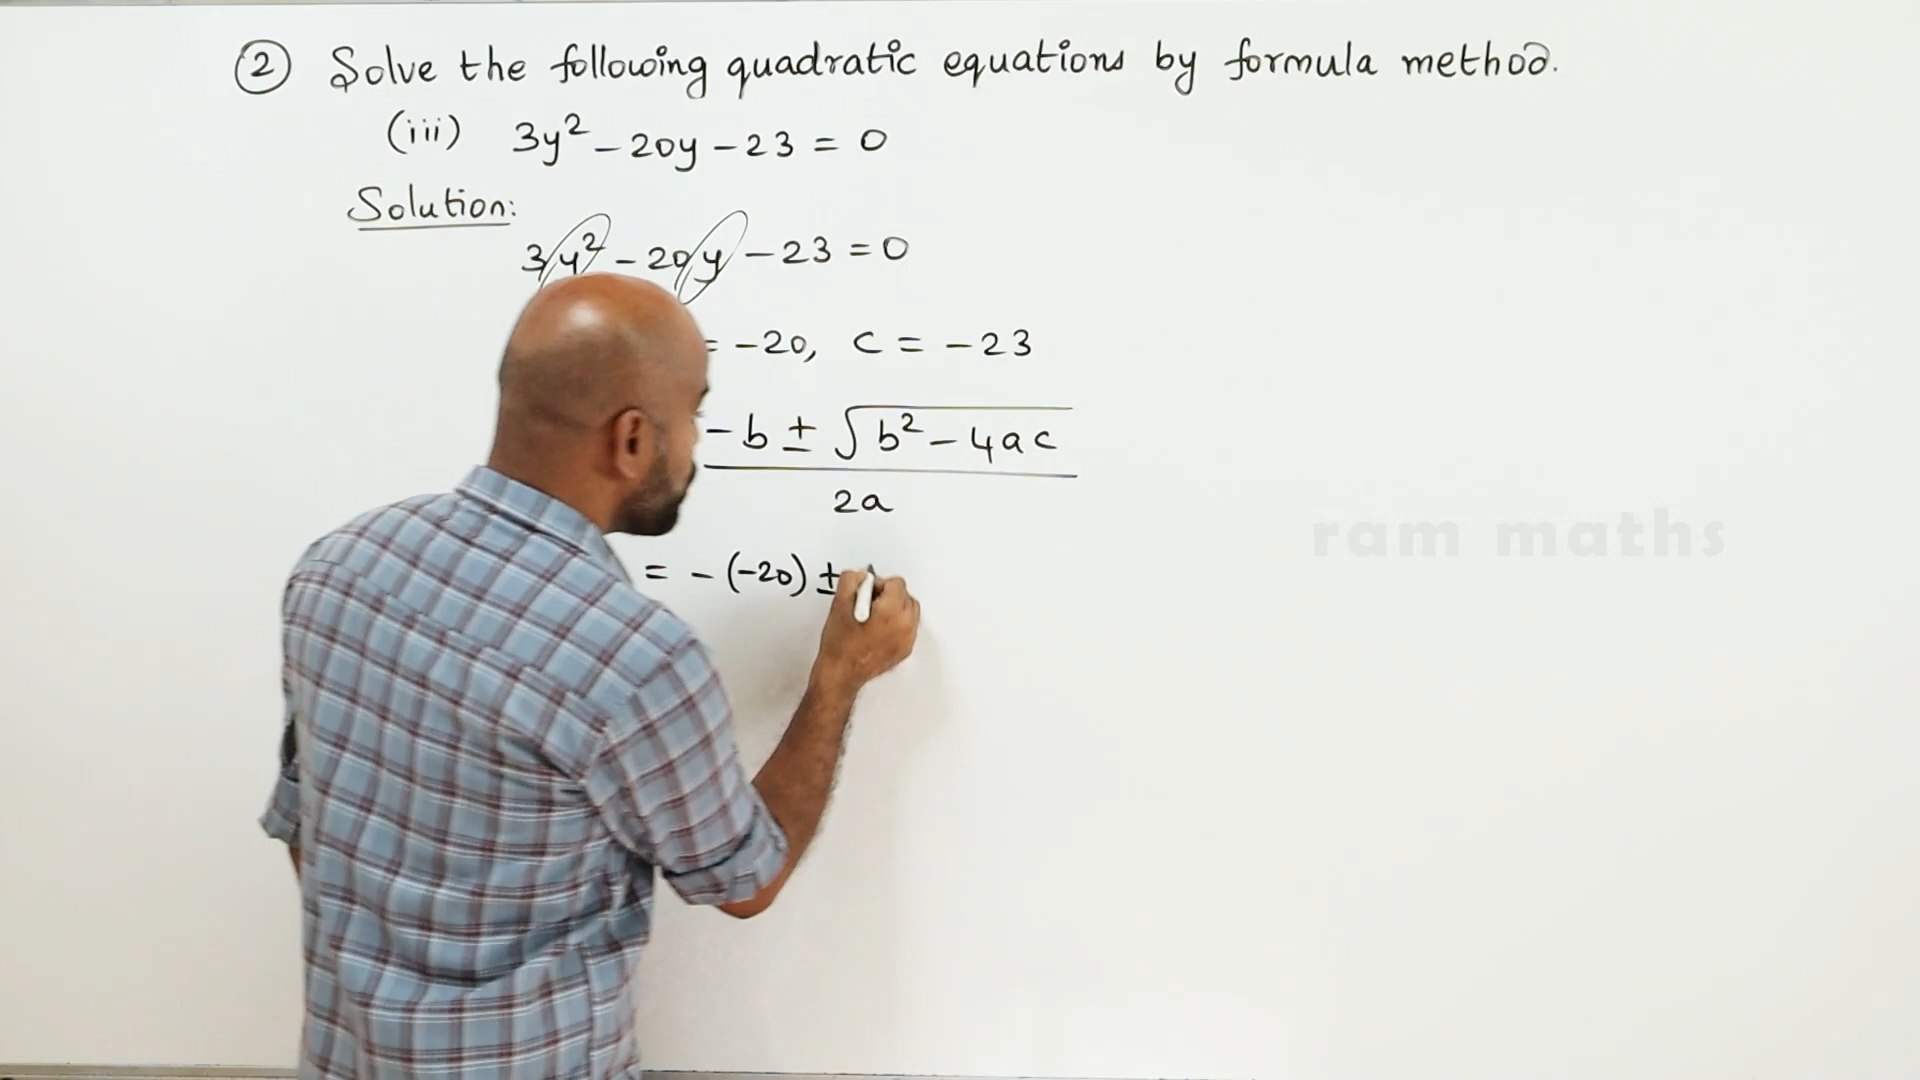 ② Solve the following quadratic equations by formula method.
(iii) 3y² - 20y - 23 = 0
Solution:
3y² - 20y - 23 = 0
= -20, c = -23
-b ± √b² - 4ac
2a
= -(-20) ±
ram maths